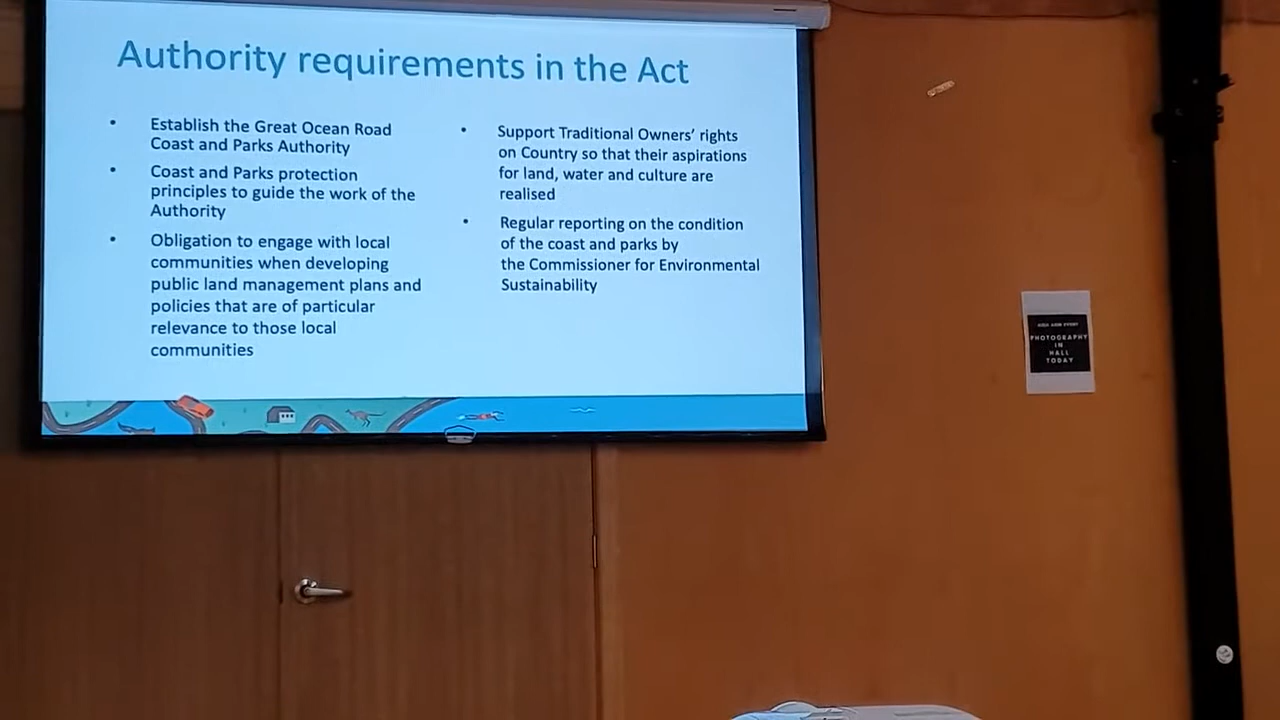 Authority requirements in the Act
• Establish the Great Ocean Road
Coast and Parks Authority
• Coast and Parks protection
principles to guide the work of the
Authority
• Obligation to engage with local
communities when developing
public land management plans and
policies that are of particular
relevance to those local
communities
• Support Traditional Owners’ rights
on Country so that their aspirations
for land, water and culture are
realised
• Regular reporting on the condition
of the coast and parks by
the Commissioner for Environmental
Sustainability
PHOTOGRAPHY
IN
HALL
TODAY